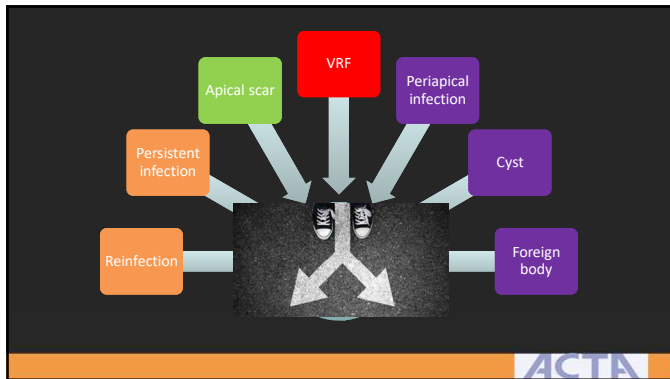 VRF
Apical scar
Periapical
infection
Persistent
infection
Cyst
Reinfection
Foreign
body
ACTA